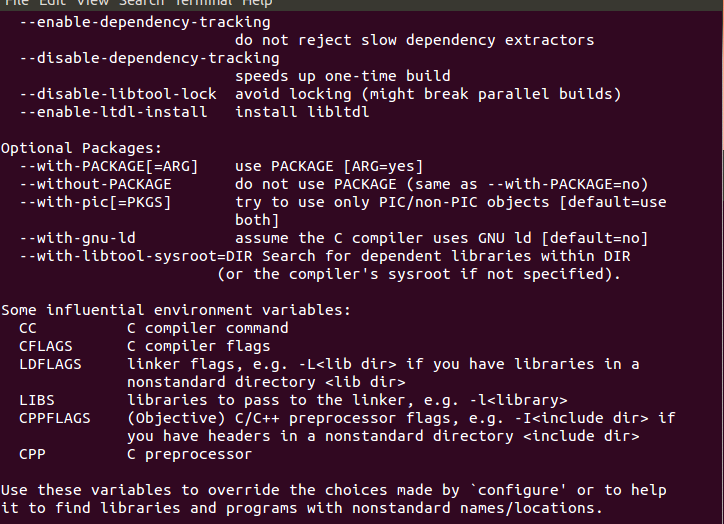 File Edit View Search Terminal Help
  --enable-dependency-tracking
                          do not reject slow dependency extractors
  --disable-dependency-tracking
                          speeds up one-time build
  --disable-libtool-lock  avoid locking (might break parallel builds)
  --enable-ltdl-install   install libltdl

Optional Packages:
  --with-PACKAGE[=ARG]    use PACKAGE [ARG=yes]
  --without-PACKAGE       do not use PACKAGE (same as --with-PACKAGE=no)
  --with-pic[=PKGS]       try to use only PIC/non-PIC objects [default=use
                          both]
  --with-gnu-ld           assume the C compiler uses GNU ld [default=no]
  --with-libtool-sysroot=DIR Search for dependent libraries within DIR
                        (or the compiler's sysroot if not specified).

Some influential environment variables:
  CC          C compiler command
  CFLAGS      C compiler flags
  LDFLAGS     linker flags, e.g. -L<lib dir> if you have libraries in a
              nonstandard directory <lib dir>
  LIBS        libraries to pass to the linker, e.g. -l<library>
  CPPFLAGS    (Objective) C/C++ preprocessor flags, e.g. -I<include dir> if
              you have headers in a nonstandard directory <include dir>
  CPP         C preprocessor

Use these variables to override the choices made by `configure' or to help
it to find libraries and programs with nonstandard names/locations.